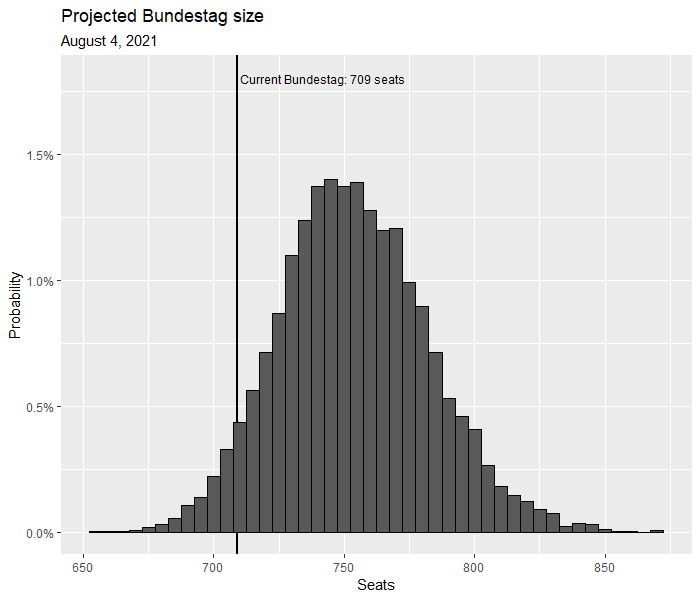 Projected Bundestag size
August 4, 2021
Current Bundestag: 709 seats
1.5%
1.0%
0.5%
0.0%
Probability
650
700
750
800
850
Seats